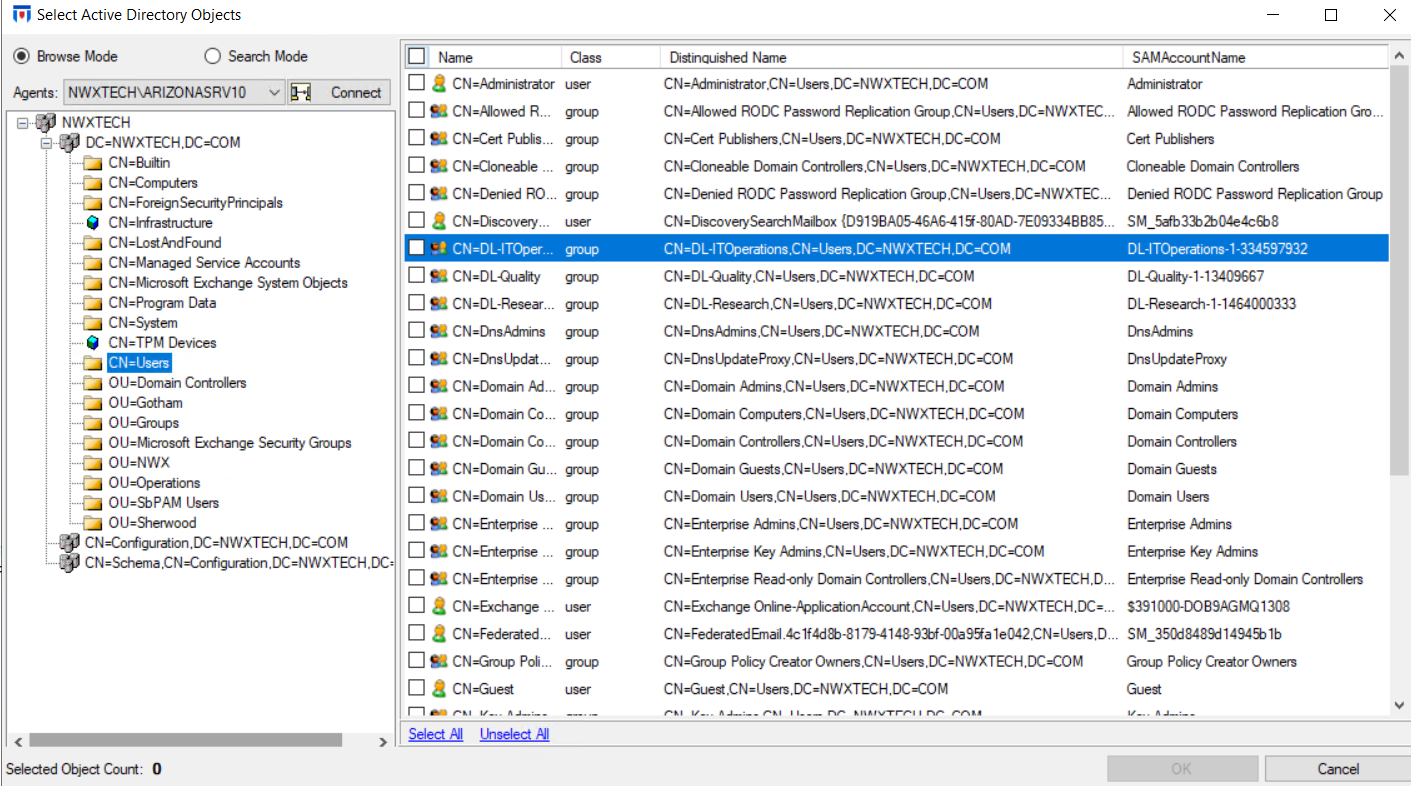 Select Active Directory Objects
Browse Mode
Search Mode
Agents: NWXTECH\ARIZONASRV10 Connect
NWXTECH
DC=NWXTECH,DC=COM
CN=Builtin
CN=Computers
CN=ForeignSecurityPrincipals
CN=Infrastructure
CN=LostAndFound
CN=Managed Service Accounts
CN=Microsoft Exchange System Objects
CN=Program Data
CN=System
CN=TPM Devices
CN=Users
OU=Domain Controllers
OU=Gotham
OU=Groups
OU=Microsoft Exchange Security Groups
OU=NWX
OU=Operations
OU=SbPAM Users
OU=Sherwood
CN=Configuration,DC=NWXTECH,DC=COM
CN=Schema,CN=Configuration,DC=NWXTECH,DC=
Name Class Distinguished Name SAMAccountName
CN=Administrator user CN=Administrator,CN=Users,DC=NWXTECH,DC=COM Administrator
CN=Allowed R... group CN=Allowed RODC Password Replication Group,CN=Users,DC=NWXTEC... Allowed RODC Password Replication Gro...
CN=Cert Publis... group CN=Cert Publishers,CN=Users,DC=NWXTECH,DC=COM Cert Publishers
CN=Cloneable ... group CN=Cloneable Domain Controllers,CN=Users,DC=NWXTECH,DC=COM Cloneable Domain Controllers
CN=Denied RO... group CN=Denied RODC Password Replication Group,CN=Users,DC=NWXTEC... Denied RODC Password Replication Group
CN=Discovery... user CN=DiscoverySearchMailbox {D919BA05-46A6-415f-80AD-7E09334BB85... SM_5afb33b2b04e4c6b8
CN=DL-ITOper... group CN=DL-ITOperations,CN=Users,DC=NWXTECH,DC=COM DL-ITOperations-1-334597932
CN=DL-Quality group CN=DL-Quality,CN=Users,DC=NWXTECH,DC=COM DL-Quality-1-13409667
CN=DL-Resear... group CN=DL-Research,CN=Users,DC=NWXTECH,DC=COM DL-Research-1-1464000333
CN=DnsAdmins group CN=DnsAdmins,CN=Users,DC=NWXTECH,DC=COM DnsAdmins
CN=DnsUpdat... group CN=DnsUpdateProxy,CN=Users,DC=NWXTECH,DC=COM DnsUpdateProxy
CN=Domain Ad... group CN=Domain Admins,CN=Users,DC=NWXTECH,DC=COM Domain Admins
CN=Domain Co... group CN=Domain Computers,CN=Users,DC=NWXTECH,DC=COM Domain Computers
CN=Domain Co... group CN=Domain Controllers,CN=Users,DC=NWXTECH,DC=COM Domain Controllers
CN=Domain Gu... group CN=Domain Guests,CN=Users,DC=NWXTECH,DC=COM Domain Guests
CN=Domain Us... group CN=Domain Users,CN=Users,DC=NWXTECH,DC=COM Domain Users
CN=Enterprise ... group CN=Enterprise Admins,CN=Users,DC=NWXTECH,DC=COM Enterprise Admins
CN=Enterprise ... group CN=Enterprise Key Admins,CN=Users,DC=NWXTECH,DC=COM Enterprise Key Admins
CN=Enterprise ... group CN=Enterprise Read-only Domain Controllers,CN=Users,DC=NWXTECH,D... Enterprise Read-only Domain Controllers
CN=Exchange ... user CN=Exchange Online-ApplicationAccount,CN=Users,DC=NWXTECH,DC=... $391000-DOB9AGMQ1308
CN=Federated... user CN=FederatedEmail.4c1f4d8b-8179-4148-93bf-00a95fa1e042,CN=Users,D... SM_350d8489d14945b1b
CN=Group Poli... group CN=Group Policy Creator Owners,CN=Users,DC=NWXTECH,DC=COM Group Policy Creator Owners
CN=Guest user CN=Guest,CN=Users,DC=NWXTECH,DC=COM Guest
CN=Key Admins group CN=Key Admins,CN=Users,DC=NWXTECH,DC=COM Key Admins
Select All Unselect All
Selected Object Count: 0
OK Cancel